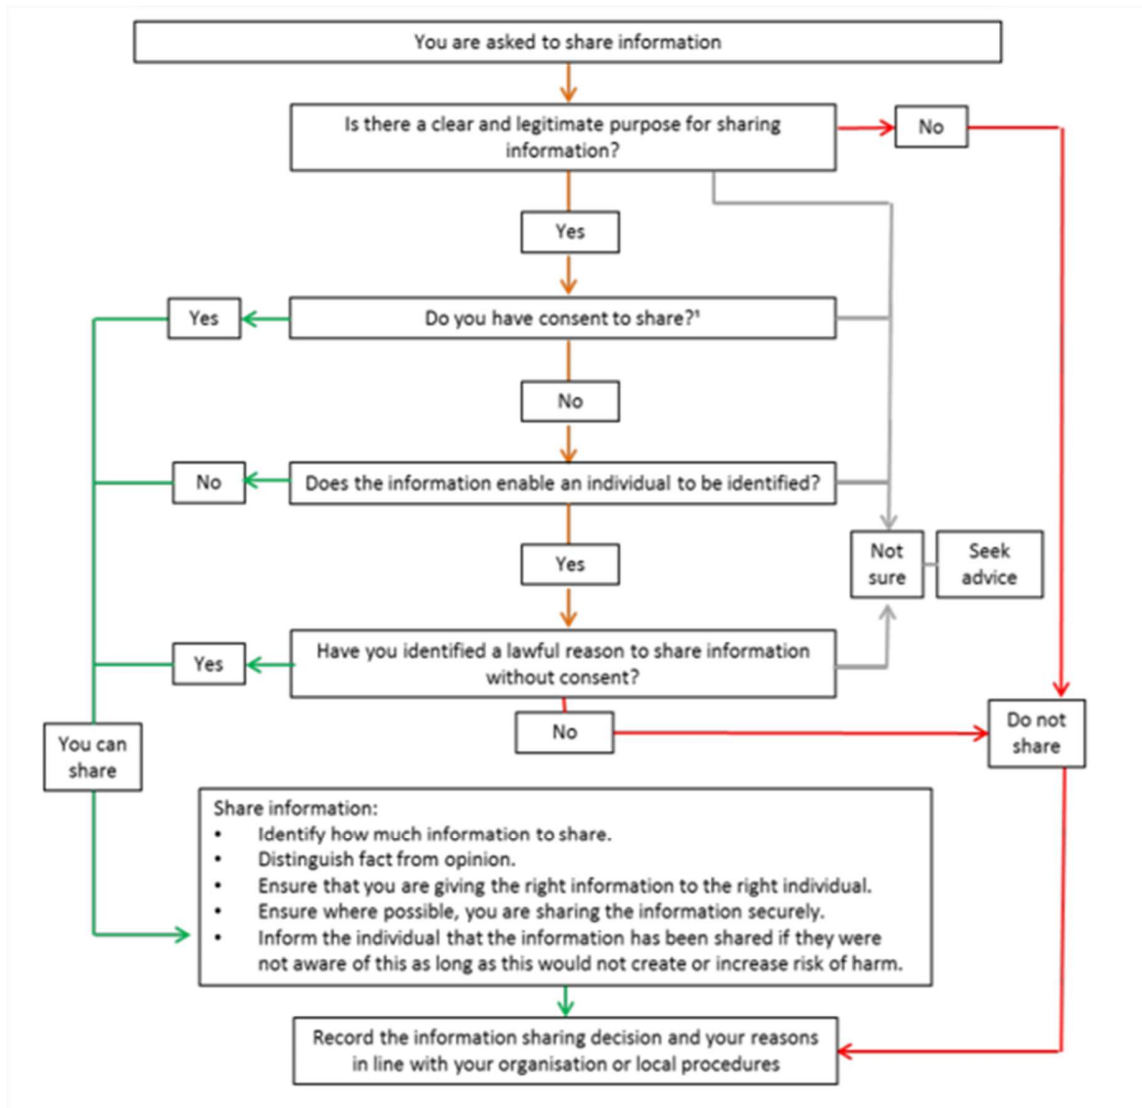 You are asked to share information
Is there a clear and legitimate purpose for sharing
information?
No
Yes
Yes
Do you have consent to share?¹
No
No
Does the information enable an individual to be identified?
Not
sure
Seek
advice
Yes
Yes
Have you identified a lawful reason to share information
without consent?
No
Do not
share
You can
share
Share information:
• Identify how much information to share.
• Distinguish fact from opinion.
• Ensure that you are giving the right information to the right individual.
• Ensure where possible, you are sharing the information securely.
• Inform the individual that the information has been shared if they were
not aware of this as long as this would not create or increase risk of harm.
Record the information sharing decision and your reasons
in line with your organisation or local procedures